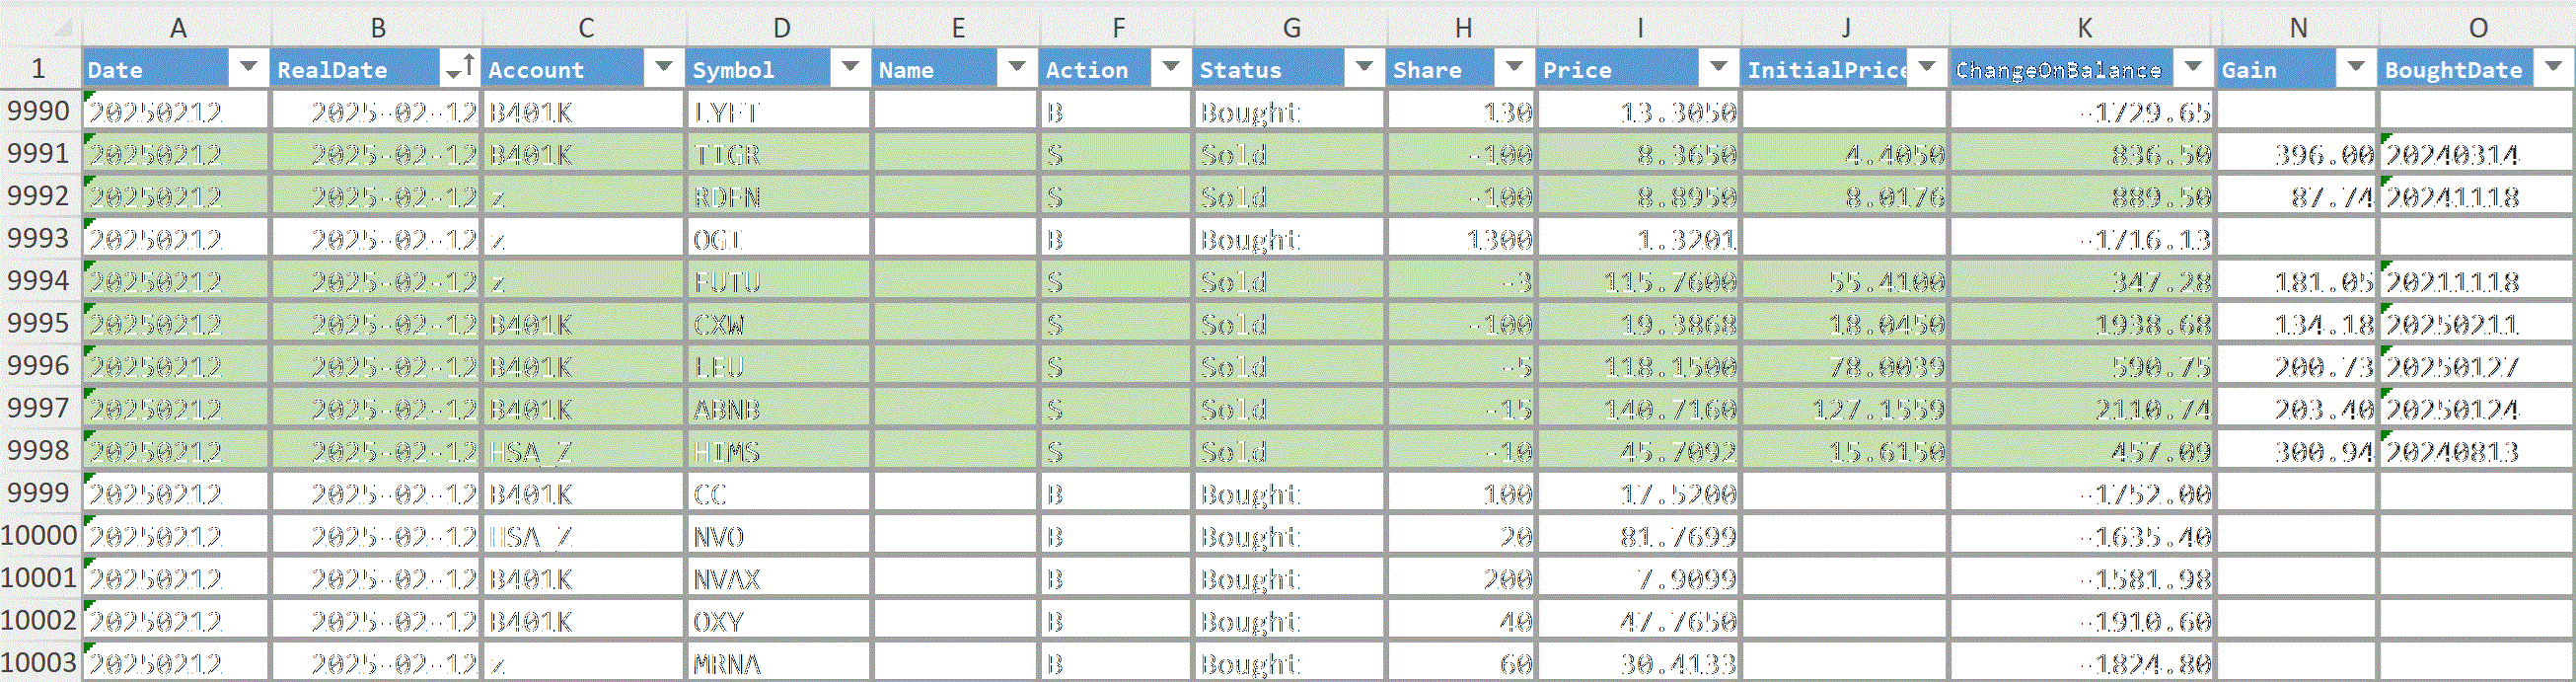 A B C D E F G H I J K N O
1 Date RealDate Account Symbol Name Action Status Share Price InitialPrice ChangeOnBalance Gain BoughtDate
9990 20250212 2025-02-12 B401K LYFT B Bought 130 13.3050 -1729.65
9991 20250212 2025-02-12 B401K TIGR S Sold -100 8.3650 4.4050 836.50 396.00 20240314
9992 20250212 2025-02-12 z RDFN S Sold -100 8.8950 8.0176 889.50 87.74 20241118
9993 20250212 2025-02-12 z OGI B Bought 1300 1.3201 -1716.13
9994 20250212 2025-02-12 z FUTU S Sold -3 115.7600 55.4100 347.28 181.05 20211118
9995 20250212 2025-02-12 B401K CXW S Sold -100 19.3868 18.0450 1938.68 134.18 20250211
9996 20250212 2025-02-12 B401K LEU S Sold -5 118.1500 78.0039 590.75 200.73 20250127
9997 20250212 2025-02-12 B401K ABNB S Sold -15 140.7160 127.1559 2110.74 203.40 20250124
9998 20250212 2025-02-12 HSA_Z HIMS S Sold -10 45.7092 15.6150 457.09 300.94 20240813
9999 20250212 2025-02-12 B401K CC B Bought 100 17.5200 -1752.00
10000 20250212 2025-02-12 HSA_Z NVO B Bought 20 81.7699 -1635.40
10001 20250212 2025-02-12 B401K NVAX B Bought 200 7.9099 -1581.98
10002 20250212 2025-02-12 B401K OXY B Bought 40 47.7650 -1910.60
10003 20250212 2025-02-12 z MRNA B Bought 60 30.4133 -1824.80